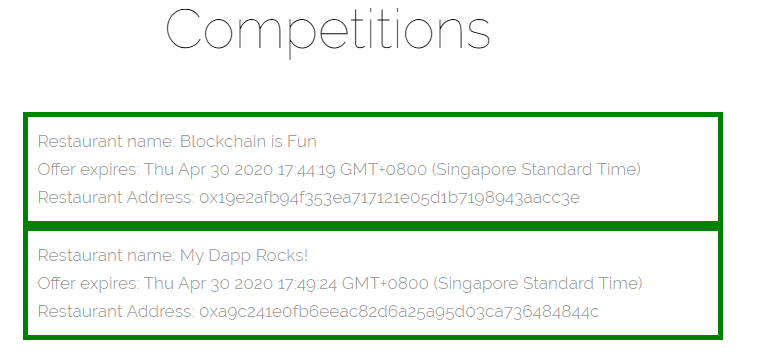 Competitions
Restaurant name: Blockchain is Fun
Offer expires: Thu Apr 30 2020 17:44:19 GMT+0800 (Singapore Standard Time)
Restaurant Address: 0x19e2afb94f353ea717121e05d1b7198943aacc3e
Restaurant name: My Dapp Rocks!
Offer expires: Thu Apr 30 2020 17:49:24 GMT+0800 (Singapore Standard Time)
Restaurant Address: 0xa9c241e0fb6eeac82d6a25a95d03ca736484844c